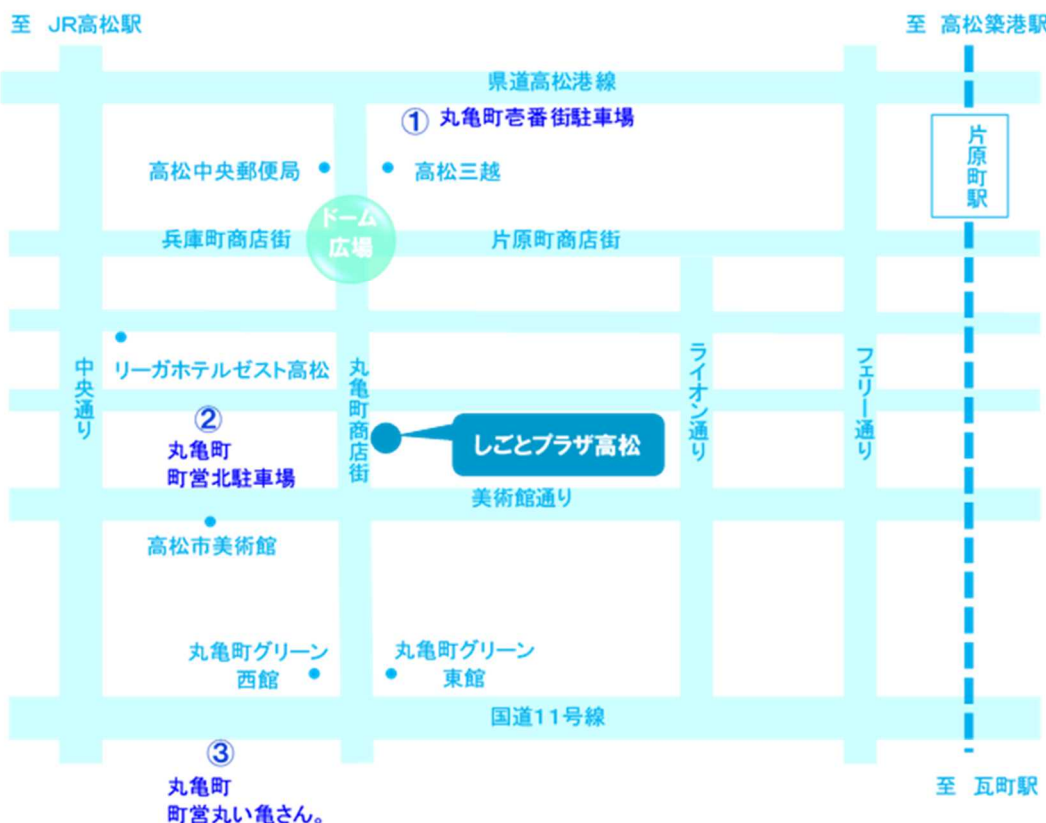 至 JR高松駅
至 高松築港駅
県道高松港線
① 丸亀町壱番街駐車場
片原町駅
高松中央郵便局
高松三越
ドーム
広場
兵庫町商店街
片原町商店街
リーガホテルゼスト高松
中央通り
丸亀町商店街
ライオン通り
フェリー通り
②
丸亀町
町営北駐車場
しごとプラザ高松
美術館通り
高松市美術館
丸亀町グリーン
西館
丸亀町グリーン
東館
国道11号線
③
丸亀町
町営丸い亀さん。
至 瓦町駅